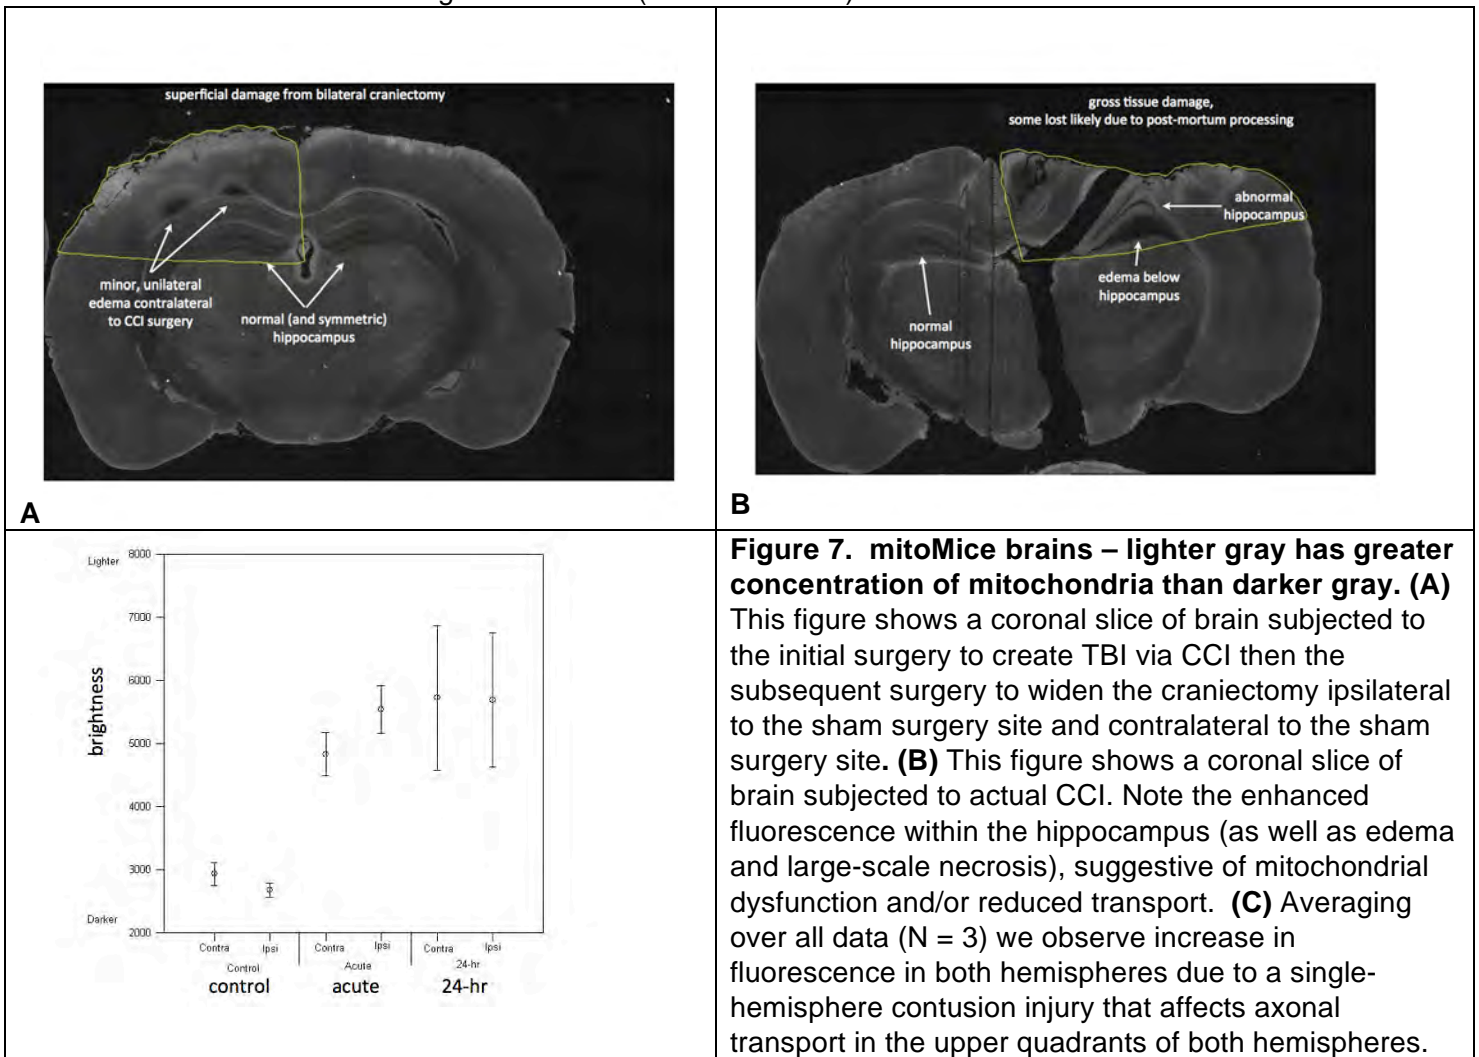 superficial damage from bilateral craniectomy
minor, unilateral
edema contralateral
to CCI surgery
normal (and symmetric)
hippocampus
A
gross tissue damage,
some lost likely due to post-mortum processing
abnormal
hippocampus
edema below
hippocampus
normal
hippocampus
B
Lighter
8000
7000
6000
5000
4000
3000
Darker
2000
brightness
Contra Ipsi Contra Ipsi Contra Ipsi
Control Acute 24-hr
control acute 24-hr
Figure 7. mitoMice brains – lighter gray has greater
concentration of mitochondria than darker gray. (A)
This figure shows a coronal slice of brain subjected to
the initial surgery to create TBI via CCI then the
subsequent surgery to widen the craniectomy ipsilateral
to the sham surgery site and contralateral to the sham
surgery site. (B) This figure shows a coronal slice of
brain subjected to actual CCI. Note the enhanced
fluorescence within the hippocampus (as well as edema
and large-scale necrosis), suggestive of mitochondrial
dysfunction and/or reduced transport. (C) Averaging
over all data (N = 3) we observe increase in
fluorescence in both hemispheres due to a single-
hemisphere contusion injury that affects axonal
transport in the upper quadrants of both hemispheres.